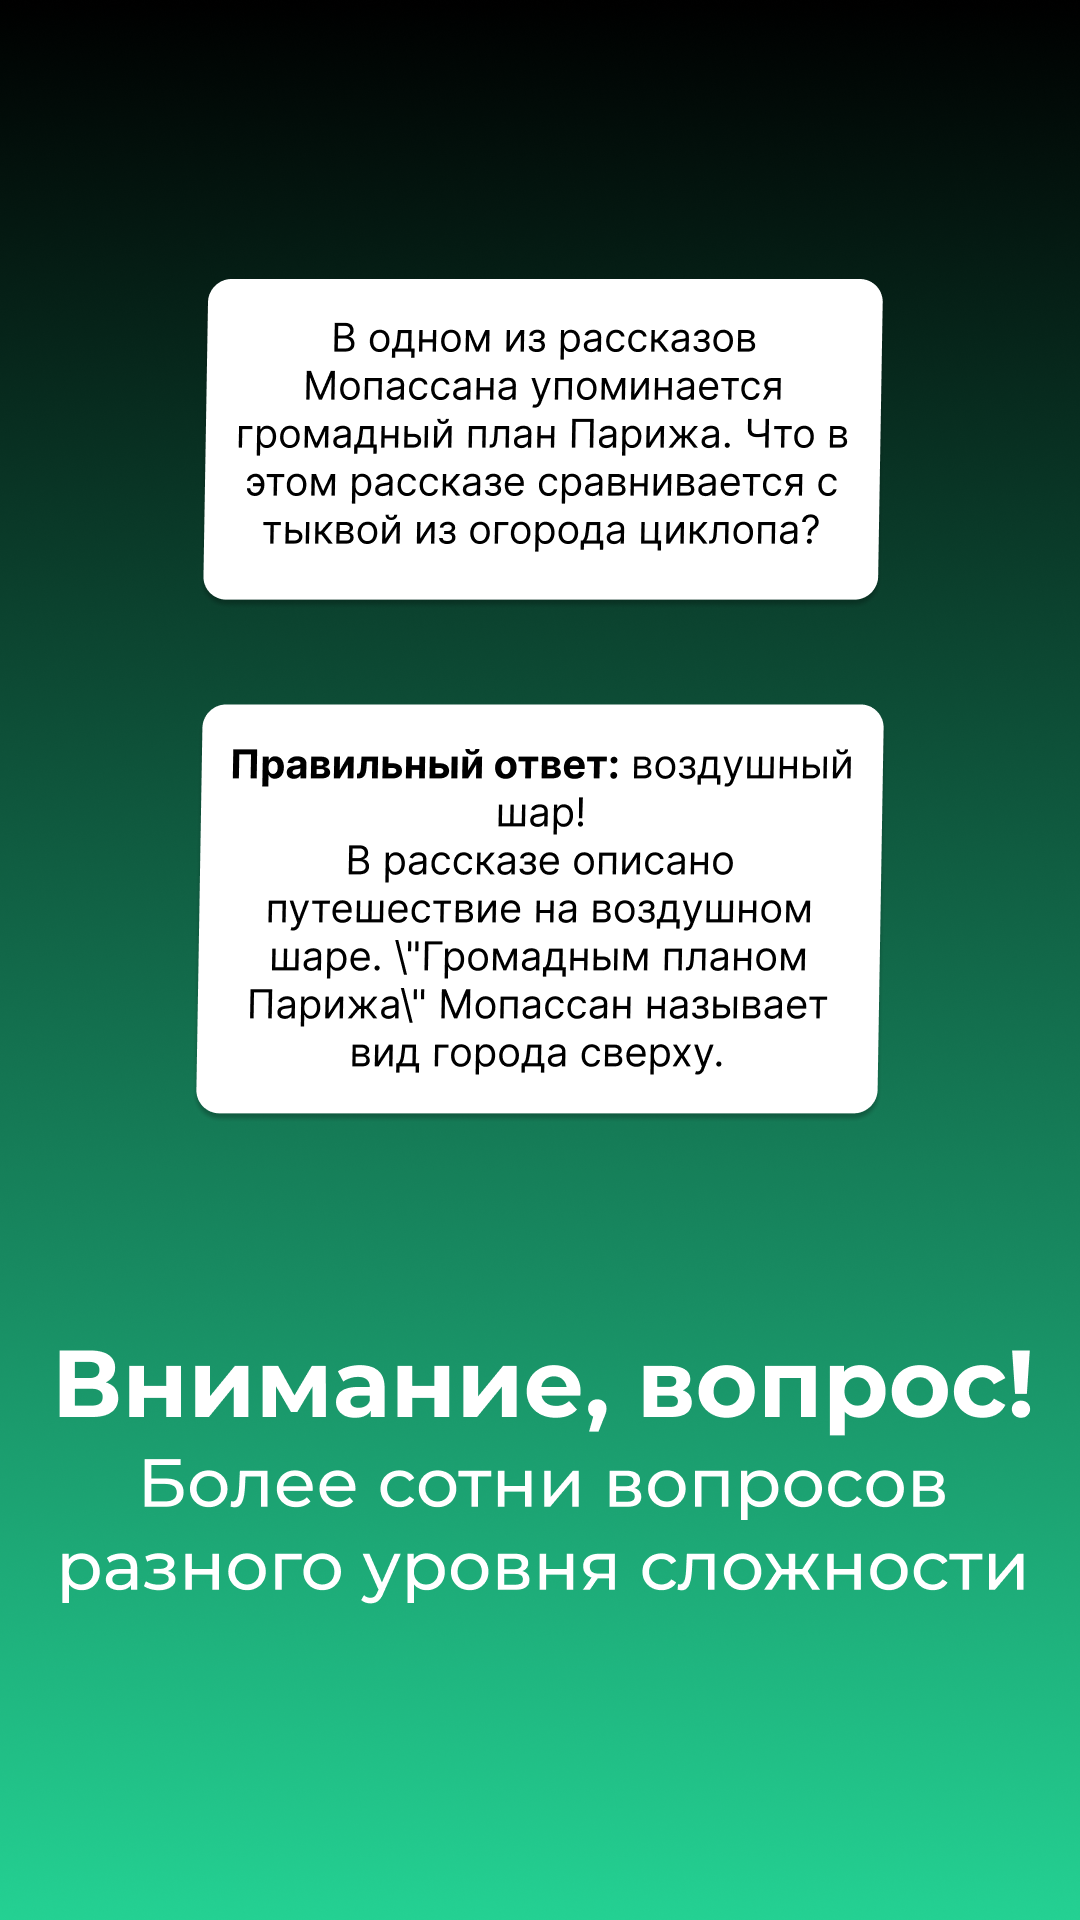 В одном из рассказов
Мопассана упоминается
громадный план Парижа. Что в
этом рассказе сравнивается с
тыквой из огорода циклопа?
Правильный ответ: воздушный
шар!
В рассказе описано
путешествие на воздушном
шаре. \"Громадным планом
Парижа\" Мопассан называет
вид города сверху.
Внимание, вопрос!
Более сотни вопросов
разного уровня сложности